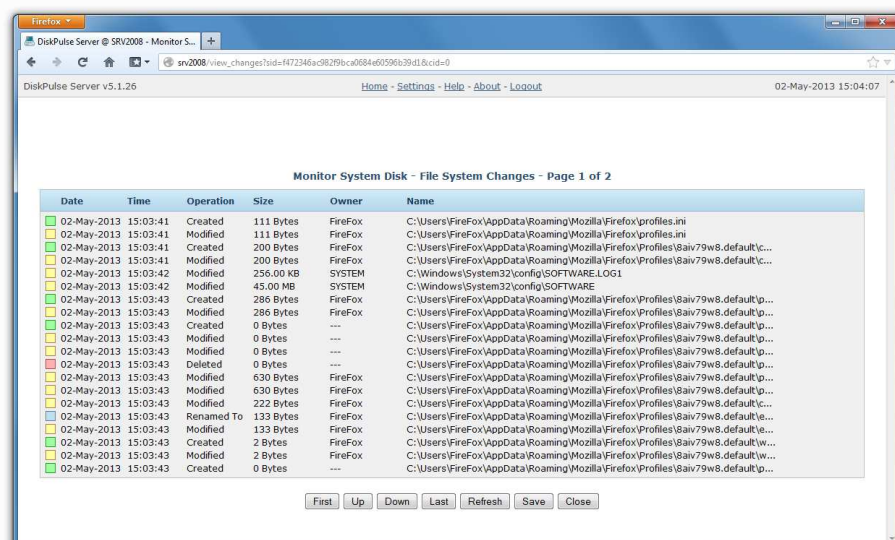 Firefox
DiskPulse Server @ SRV2008 - Monitor S...
srv2008/view_changes?sid=f472346ac982f9bca0684e60596b39d1&cid=0
DiskPulse Server v5.1.26 Home - Settings - Help - About - Logout 02-May-2013 15:04:07
Monitor System Disk - File System Changes - Page 1 of 2
Date Time Operation Size Owner Name
02-May-2013 15:03:41 Created 111 Bytes FireFox C:\Users\FireFox\AppData\Roaming\Mozilla\Firefox\profiles.ini
02-May-2013 15:03:41 Modified 111 Bytes FireFox C:\Users\FireFox\AppData\Roaming\Mozilla\Firefox\profiles.ini
02-May-2013 15:03:41 Created 200 Bytes FireFox C:\Users\FireFox\AppData\Roaming\Mozilla\Firefox\Profiles\8aiv79w8.default\c...
02-May-2013 15:03:41 Modified 200 Bytes FireFox C:\Users\FireFox\AppData\Roaming\Mozilla\Firefox\Profiles\8aiv79w8.default\c...
02-May-2013 15:03:42 Modified 256.00 KB SYSTEM C:\Windows\System32\config\SOFTWARE.LOG1
02-May-2013 15:03:42 Modified 45.00 MB SYSTEM C:\Windows\System32\config\SOFTWARE
02-May-2013 15:03:43 Created 286 Bytes FireFox C:\Users\FireFox\AppData\Roaming\Mozilla\Firefox\Profiles\8aiv79w8.default\p...
02-May-2013 15:03:43 Modified 286 Bytes FireFox C:\Users\FireFox\AppData\Roaming\Mozilla\Firefox\Profiles\8aiv79w8.default\p...
02-May-2013 15:03:43 Created 0 Bytes --- C:\Users\FireFox\AppData\Roaming\Mozilla\Firefox\Profiles\8aiv79w8.default\p...
02-May-2013 15:03:43 Modified 0 Bytes --- C:\Users\FireFox\AppData\Roaming\Mozilla\Firefox\Profiles\8aiv79w8.default\p...
02-May-2013 15:03:43 Modified 0 Bytes --- C:\Users\FireFox\AppData\Roaming\Mozilla\Firefox\Profiles\8aiv79w8.default\p...
02-May-2013 15:03:43 Deleted 0 Bytes --- C:\Users\FireFox\AppData\Roaming\Mozilla\Firefox\Profiles\8aiv79w8.default\p...
02-May-2013 15:03:43 Modified 630 Bytes FireFox C:\Users\FireFox\AppData\Roaming\Mozilla\Firefox\Profiles\8aiv79w8.default\p...
02-May-2013 15:03:43 Modified 630 Bytes FireFox C:\Users\FireFox\AppData\Roaming\Mozilla\Firefox\Profiles\8aiv79w8.default\p...
02-May-2013 15:03:43 Modified 222 Bytes FireFox C:\Users\FireFox\AppData\Roaming\Mozilla\Firefox\Profiles\8aiv79w8.default\c...
02-May-2013 15:03:43 Renamed To 133 Bytes FireFox C:\Users\FireFox\AppData\Roaming\Mozilla\Firefox\Profiles\8aiv79w8.default\e...
02-May-2013 15:03:43 Modified 133 Bytes FireFox C:\Users\FireFox\AppData\Roaming\Mozilla\Firefox\Profiles\8aiv79w8.default\e...
02-May-2013 15:03:43 Created 2 Bytes FireFox C:\Users\FireFox\AppData\Roaming\Mozilla\Firefox\Profiles\8aiv79w8.default\w...
02-May-2013 15:03:43 Modified 2 Bytes FireFox C:\Users\FireFox\AppData\Roaming\Mozilla\Firefox\Profiles\8aiv79w8.default\w...
02-May-2013 15:03:43 Created 0 Bytes --- C:\Users\FireFox\AppData\Roaming\Mozilla\Firefox\Profiles\8aiv79w8.default\p...
First Up Down Last Refresh Save Close